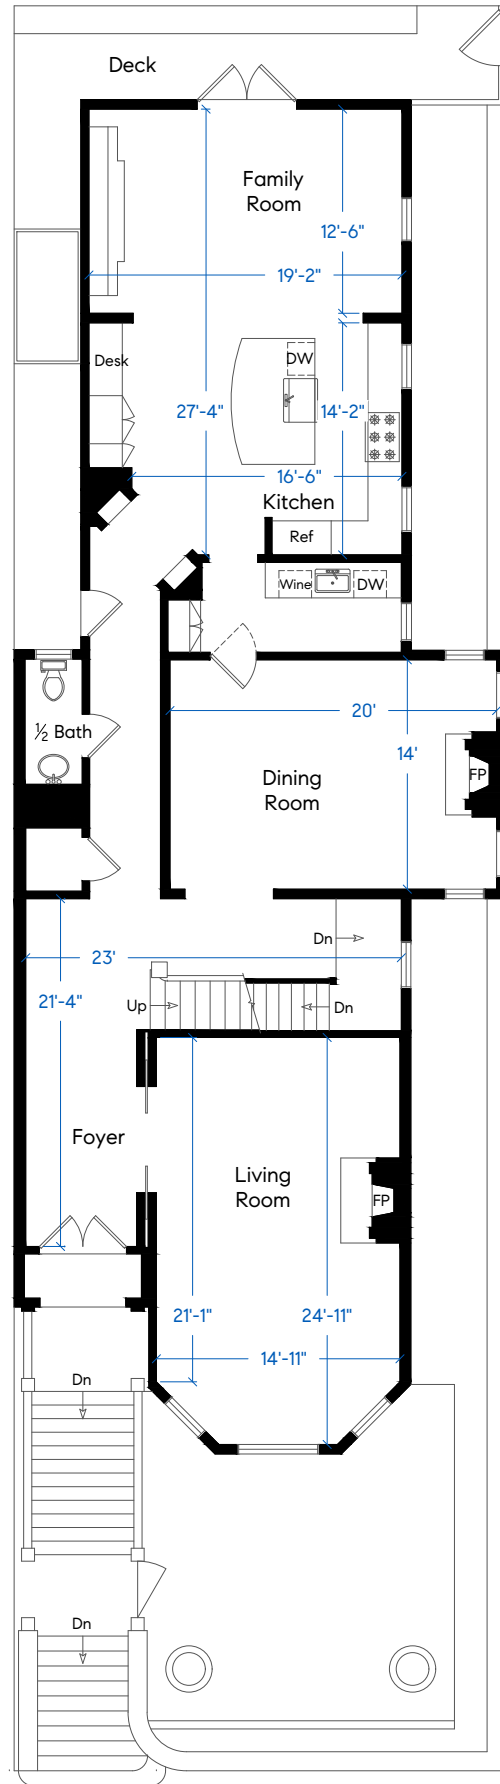 Deck
Family
Room
12'-6"
19'-2"
Desk
DW
27'-4"
14'-2"
16'-6"
Kitchen
Ref
Wine
DW
20'
½ Bath
14'
Dining
Room
FP
Dn
23'
21'-4"
Up
Dn
Foyer
Living
Room
FP
21'-1"
24'-11"
14'-11"
Dn
Dn